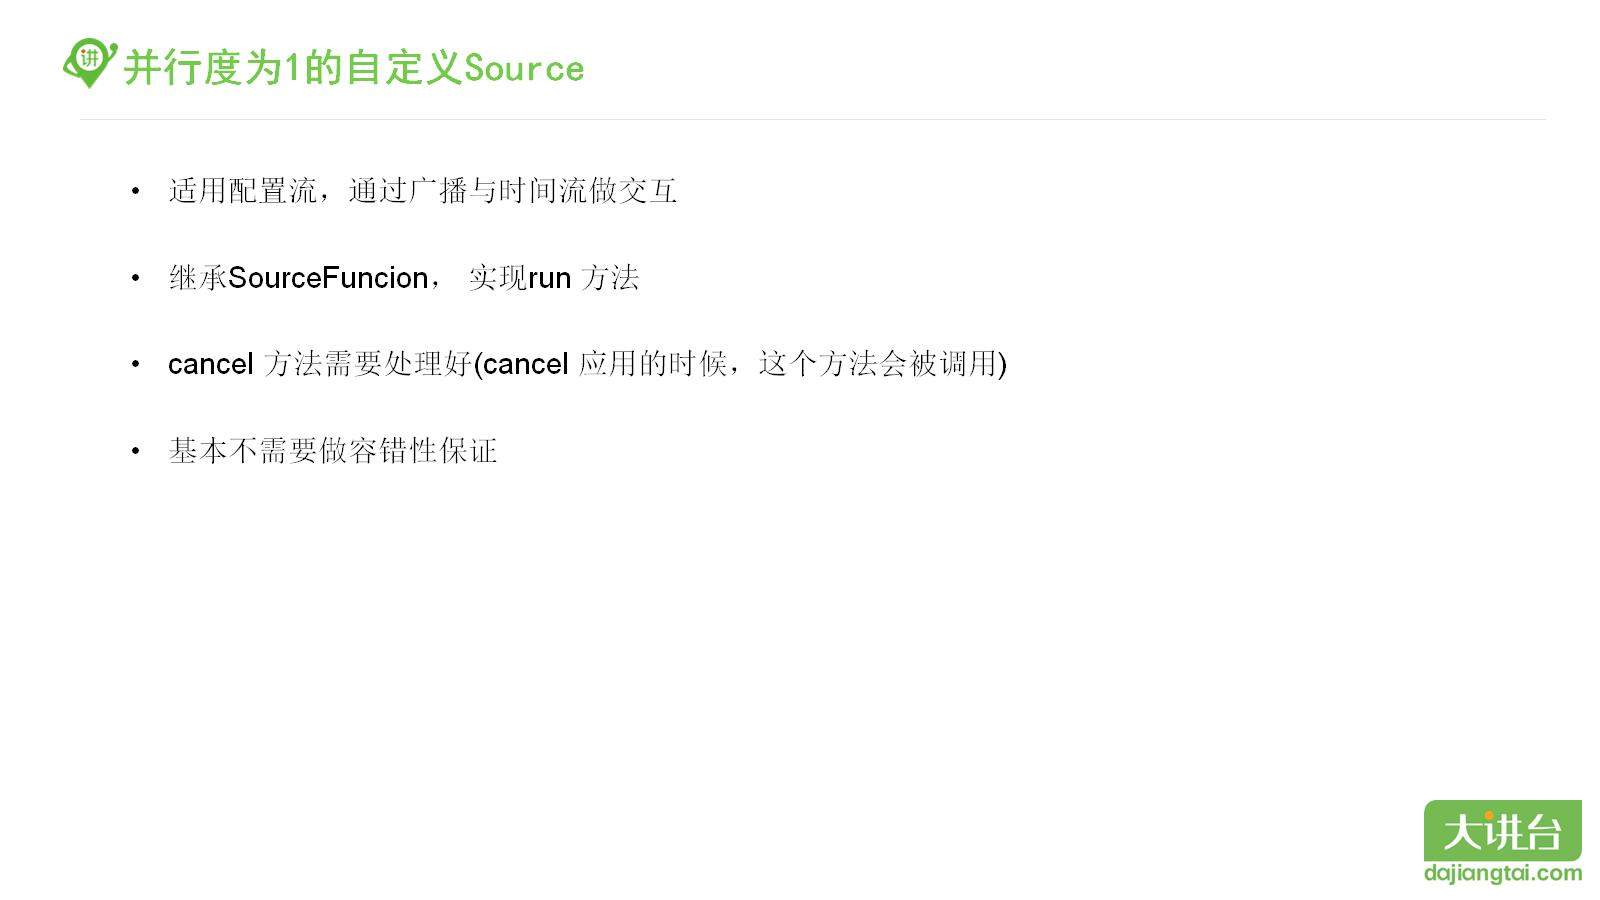 讲
并行度为1的自定义Source
• 适用配置流，通过广播与时间流做交互
• 继承SourceFuncion， 实现run 方法
• cancel 方法需要处理好(cancel 应用的时候，这个方法会被调用)
• 基本不需要做容错性保证
大讲台
dajiangtai.com